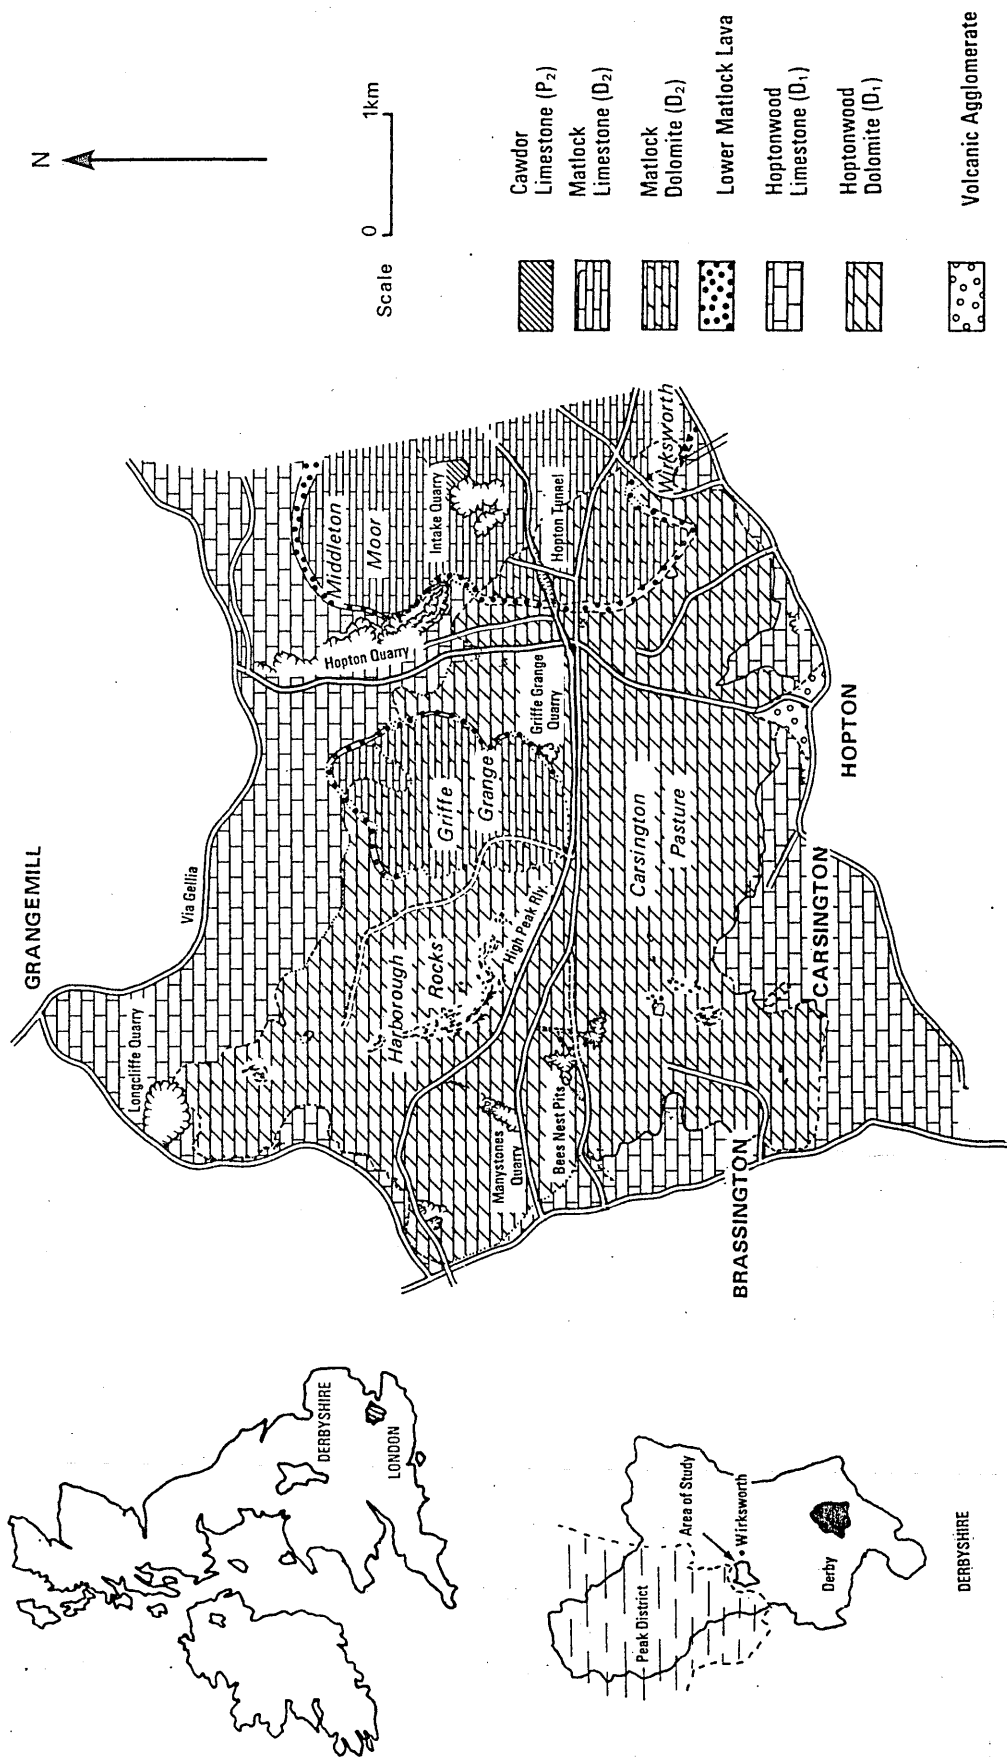 DERBYSHIRE
LONDON
Peak District
Area of Study
Wirksworth
Derby
DERBYSHIRE
GRANGEMILL
Via Gellia
Longcliffe Quarry
Middleton
Moor
Hopton Quarry
Intake Quarry
Griffe
Grange
Griffe Grange
Quarry
Hopton Tunnel
Harborough
Rocks
High Peak Rly.
Manystones
Quarry
Bees Nest Pits
Carsington
Pasture
Wirksworth
BRASSINGTON
CARSINGTON
HOPTON
N
Scale
0
1km
Cawdor
Limestone (P₂)
Matlock
Limestone (D₂)
Matlock
Dolomite (D₂)
Lower Matlock Lava
Hoptonwood
Limestone (D₁)
Hoptonwood
Dolomite (D₁)
Volcanic Agglomerate